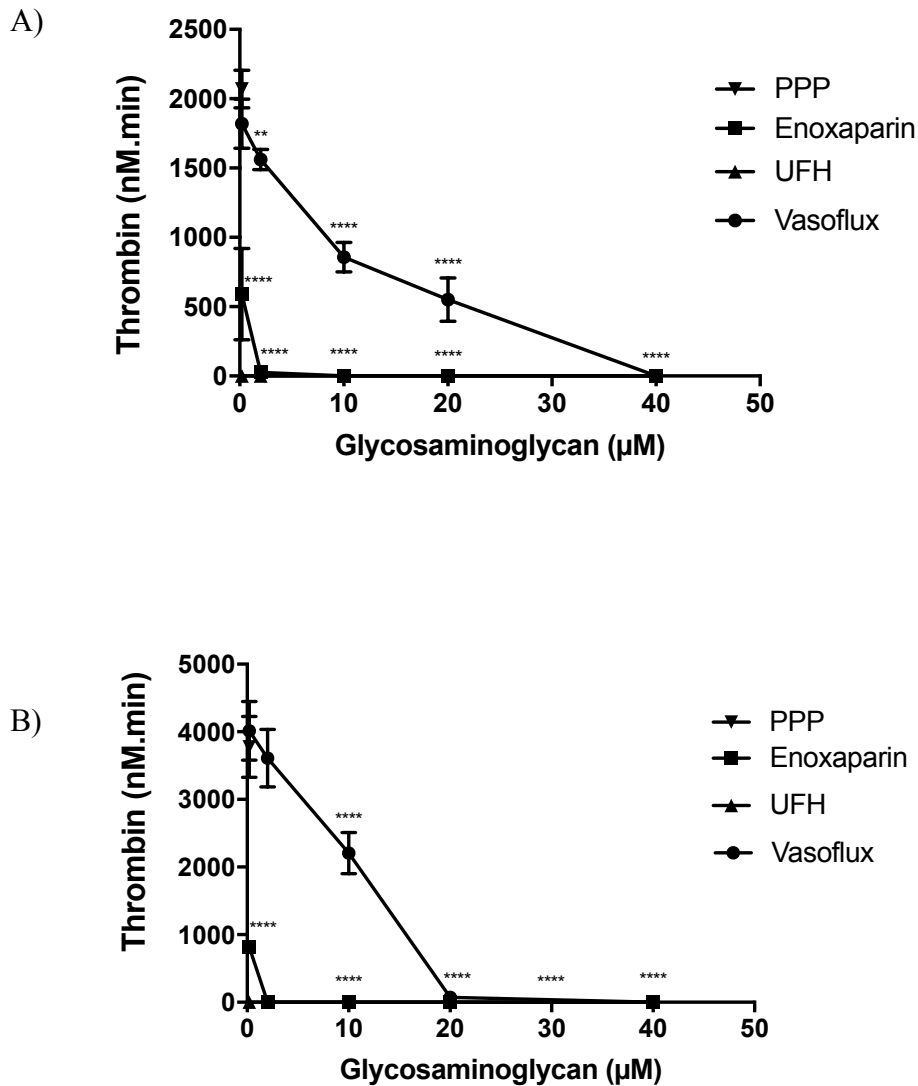 A)
2500
2000
1500
1000
500
0
Thrombin (nM.min)
**
****
****
****
****
****
****
****
0 10 20 30 40 50
Glycosaminoglycan (µM)
PPP
Enoxaparin
UFH
Vasoflux
B)
5000
4000
3000
2000
1000
0
Thrombin (nM.min)
****
****
****
****
****
****
0 10 20 30 40 50
Glycosaminoglycan (µM)
PPP
Enoxaparin
UFH
Vasoflux